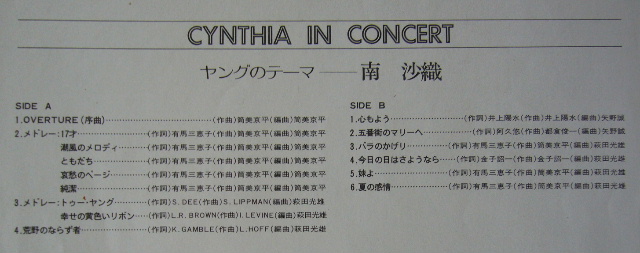 CYNTHIA IN CONCERT
ヤングのテーマ——南 沙織
SIDE A
1.OVERTURE(序曲)……………(作曲)筒美京平(編曲)筒美京平
2.メドレー:17才……………(作詞)有馬三恵子(作曲)筒美京平(編曲)筒美京平
潮風のメロディ……………(作詞)有馬三恵子(作曲)筒美京平(編曲)筒美京平
ともだち……………(作詞)有馬三恵子(作曲)筒美京平(編曲)筒美京平
哀愁のページ……………(作詞)有馬三恵子(作曲)筒美京平(編曲)筒美京平
純潔……………(作詞)有馬三恵子(作曲)筒美京平(編曲)筒美京平
3.メドレー:トゥー・ヤング……………(作詞)S.DEE(作曲)S.LIPPMAN(編曲)萩田光雄
幸せの黄色いリボン……………(作詞)L.R.BROWN(作曲)I.LEVINE(編曲)萩田光雄
4.荒野のならず者……………(作詞)K.GAMBLE(作曲)L.HOFF(編曲)萩田光雄
SIDE B
1.心もよう……………(作詞)井上陽水(作曲)井上陽水(編曲)矢野誠
2.五番街のマリーへ……………(作詞)阿久悠(作曲)都倉俊一(編曲)矢野誠
3.バラのかげり……………(作詞)有馬三恵子(作曲)筒美京平(編曲)萩田光雄
4.今日の日はさようなら……………(作詞)金子詔一(作曲)金子詔一(編曲)萩田光雄
5.妹よ……………(作詞)有馬三恵子(作曲)筒美京平(編曲)萩田光雄
6.夏の感情……………(作詞)有馬三恵子(作曲)筒美京平(編曲)萩田光雄